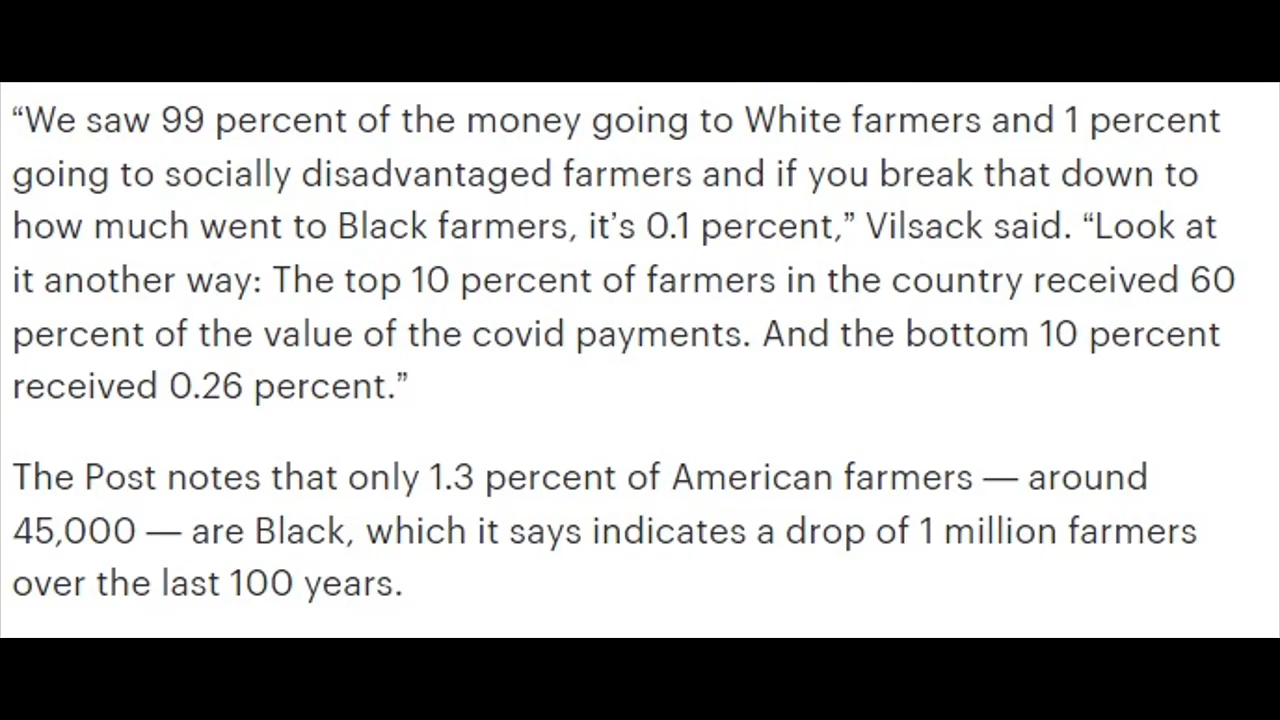 “We saw 99 percent of the money going to White farmers and 1 percent
going to socially disadvantaged farmers and if you break that down to
how much went to Black farmers, it’s 0.1 percent,” Vilsack said. “Look at
it another way: The top 10 percent of farmers in the country received 60
percent of the value of the covid payments. And the bottom 10 percent
received 0.26 percent.”
The Post notes that only 1.3 percent of American farmers — around
45,000 — are Black, which it says indicates a drop of 1 million farmers
over the last 100 years.